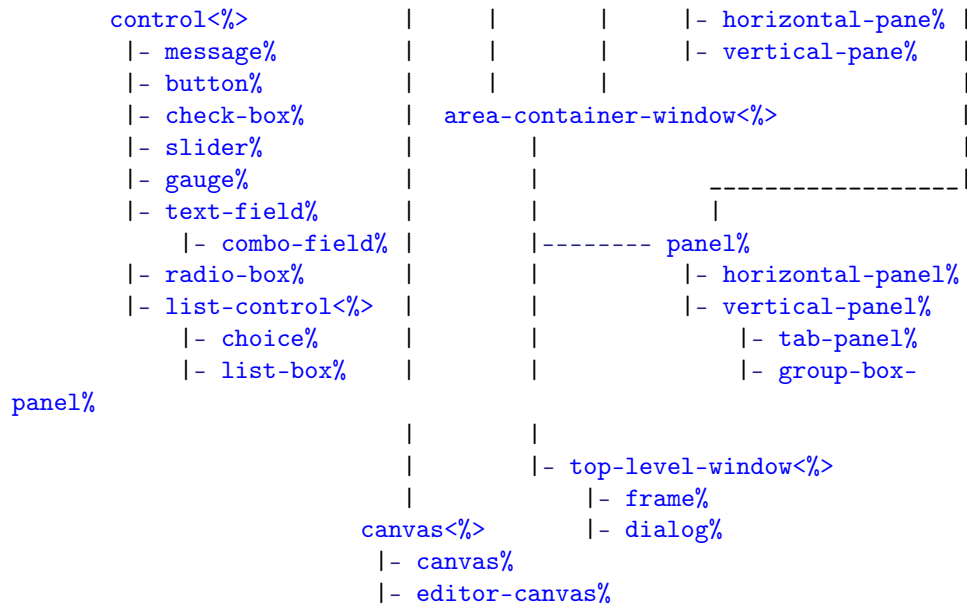 control<%> | | | |- horizontal-pane% |
|- message% | | | |- vertical-pane% |
|- button% | | | |
|- check-box% | area-container-window<%> |
|- slider% | | |
|- gauge% | | __________________|
|- text-field% | | |
|- combo-field% | |-------- panel%
|- radio-box% | | |- horizontal-panel%
|- list-control<%> | | |- vertical-panel%
|- choice% | | |- tab-panel%
|- list-box% | | |- group-box-
panel%
| |
| |- top-level-window<%>
| |- frame%
canvas<%> |- dialog%
|- canvas%
|- editor-canvas%